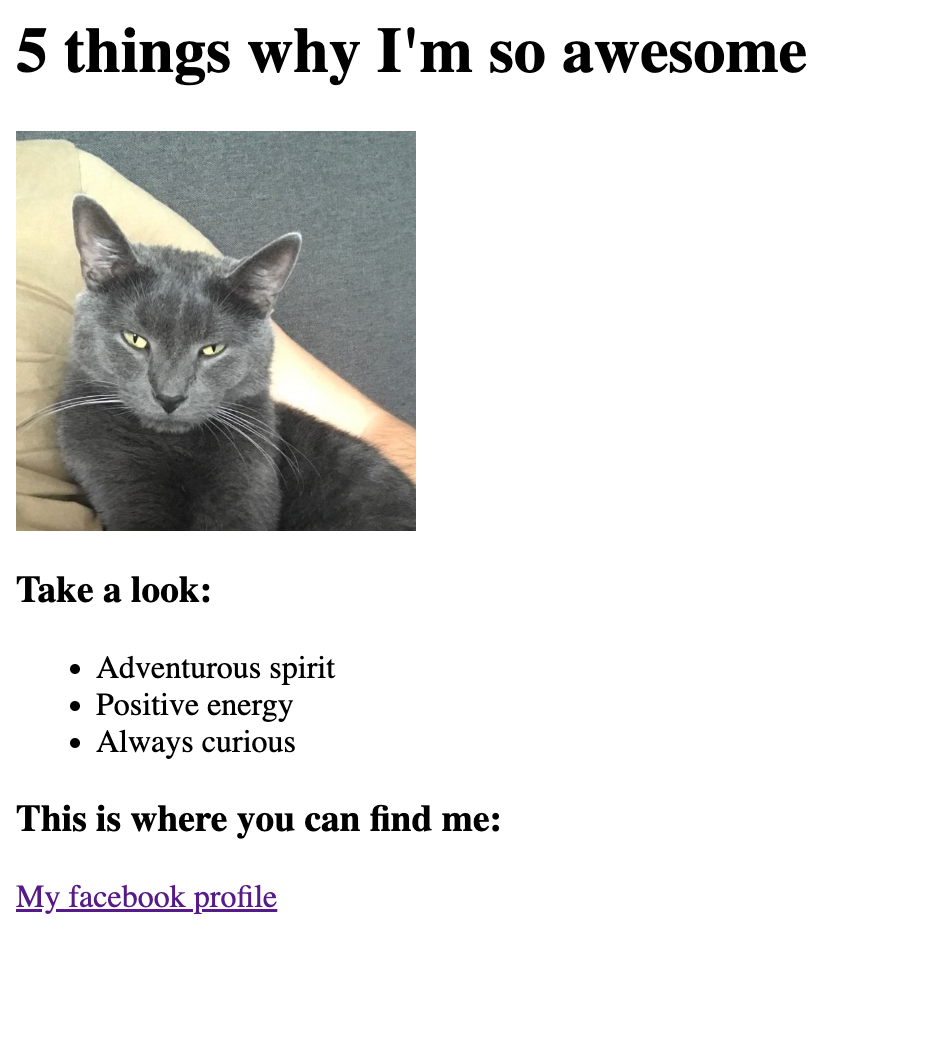 5 things why I'm so awesome
Take a look:
Adventurous spirit
Positive energy
Always curious
This is where you can find me:
My facebook profile